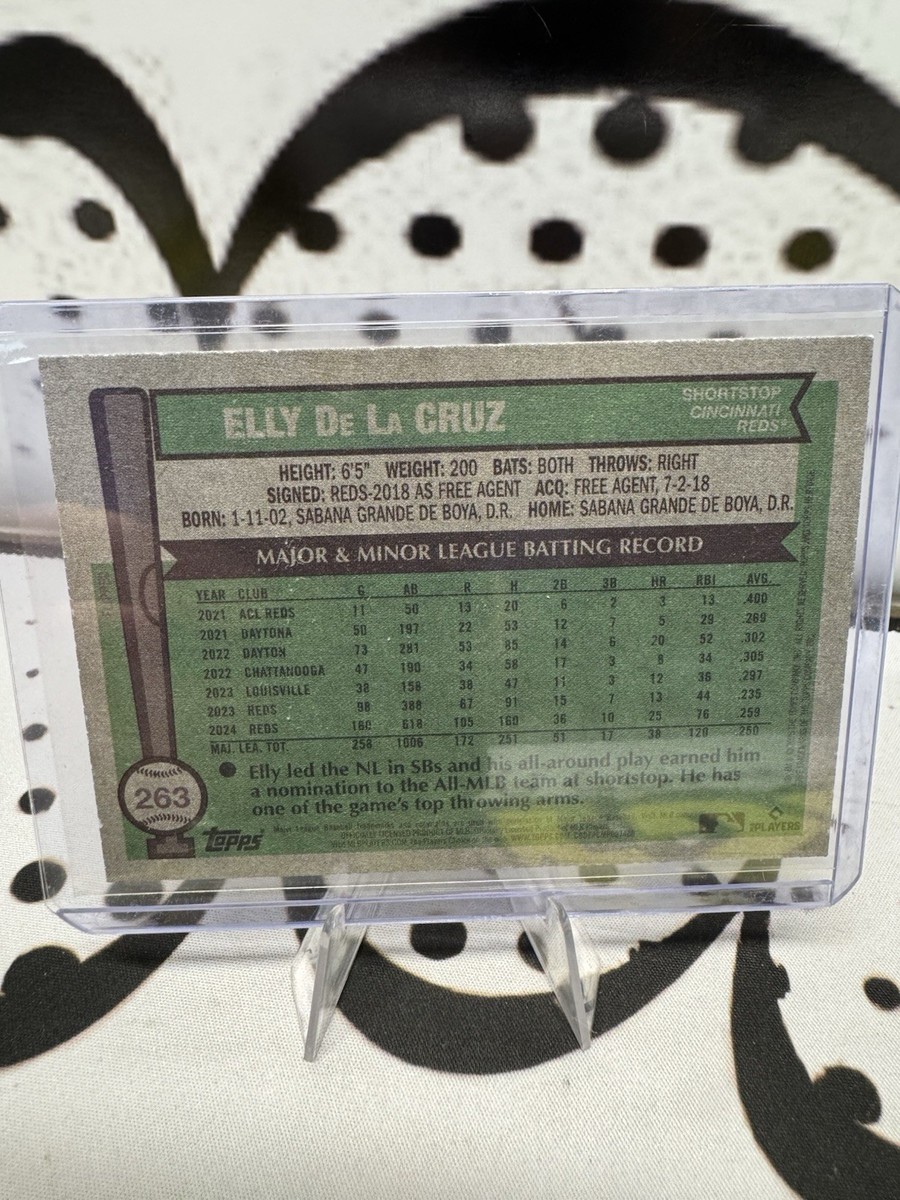 ELLY DE LA CRUZ
SHORTSTOP
CINCINNATI
REDS®
HEIGHT: 6'5" WEIGHT: 200 BATS: BOTH THROWS: RIGHT
SIGNED: REDS-2018 AS FREE AGENT ACQ: FREE AGENT, 7-2-18
BORN: 1-11-02, SABANA GRANDE DE BOYA, D.R. HOME: SABANA GRANDE DE BOYA, D.R.
MAJOR & MINOR LEAGUE BATTING RECORD
YEAR CLUB G AB R H 2B 3B HR RBI AVG.
2021 ACL REDS 11 50 13 20 6 2 3 13 .400
2021 DAYTONA 50 197 22 53 12 7 5 29 .269
2022 DAYTON 73 281 53 85 14 6 20 52 .302
2022 CHATTANOOGA 47 190 34 58 17 3 8 34 .305
2023 LOUISVILLE 38 158 38 47 11 3 12 36 .297
2023 REDS 98 388 67 91 15 7 13 44 .235
2024 REDS 160 618 105 160 36 10 25 76 .259
MAJ. LEA. TOT. 258 1006 172 251 51 17 38 120 .250
Elly led the NL in SBs and his all-around play earned him
a nomination to the All-MLB team at shortstop. He has
one of the game's top throwing arms.
263
Topps
PLAYERS